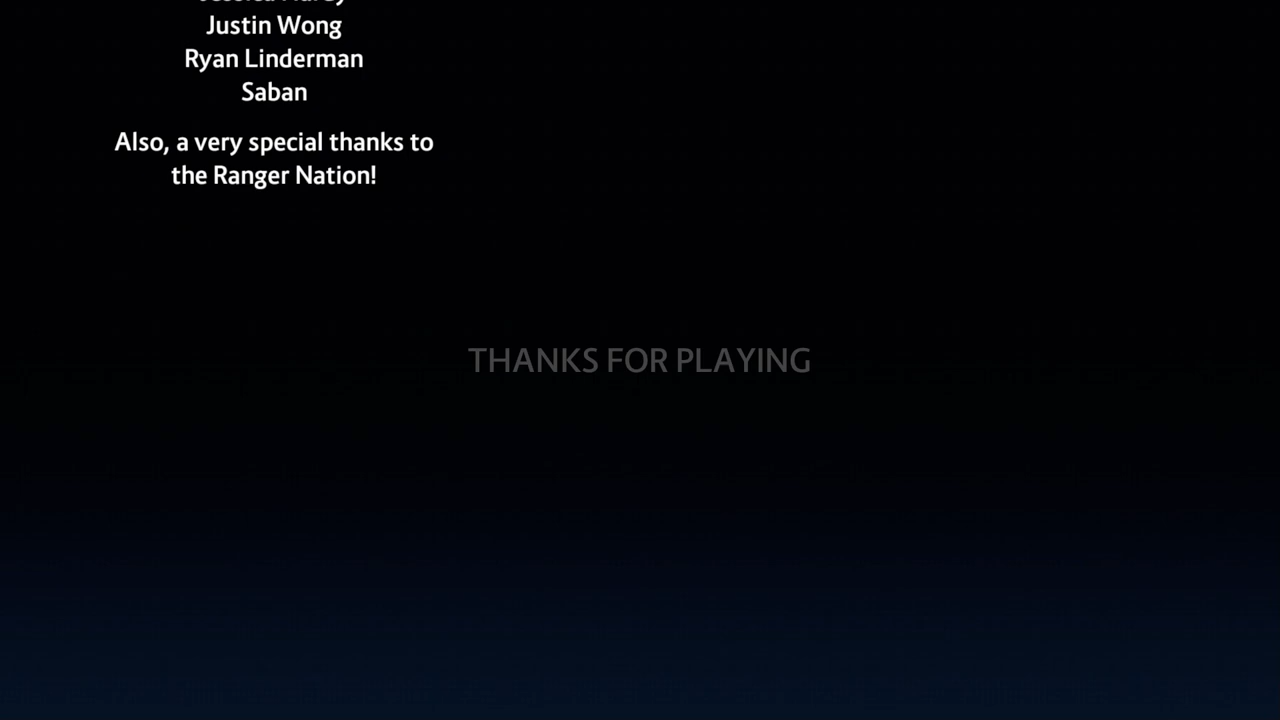 Justin Wong
Ryan Linderman
Saban
Also, a very special thanks to
the Ranger Nation!
THANKS FOR PLAYING